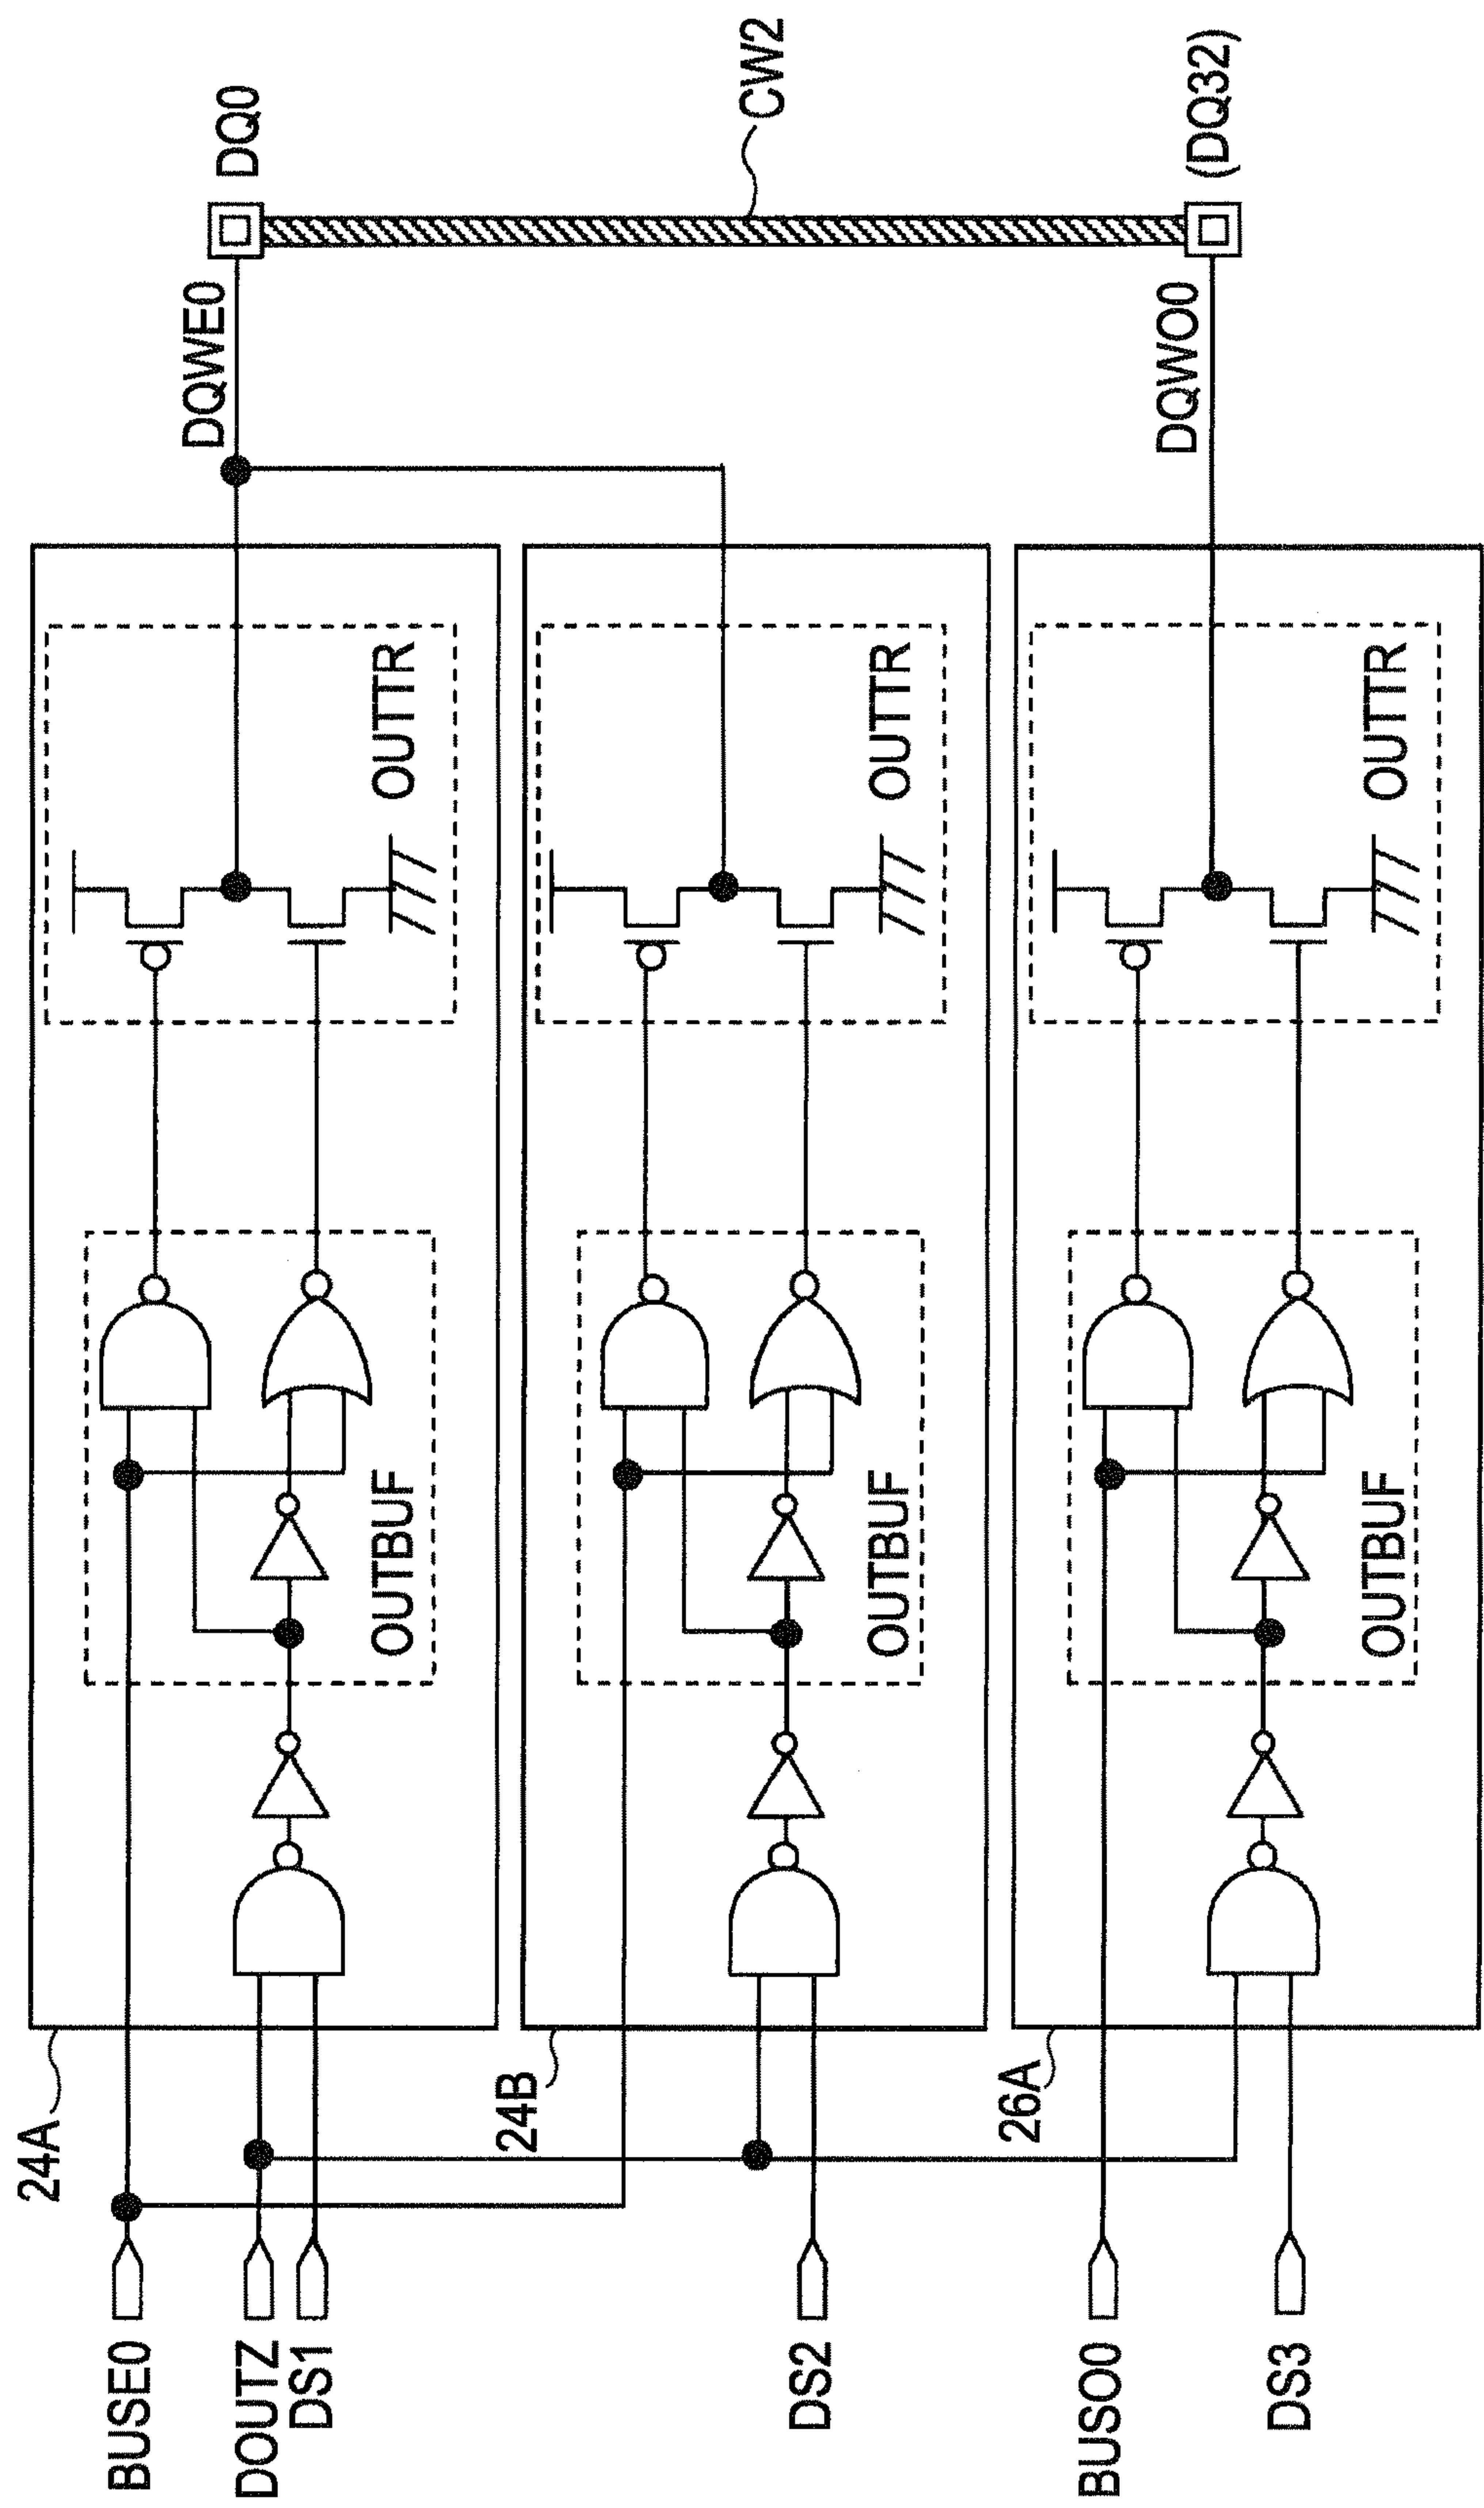 24A
BUSE0
DOUTZ
DS1
OUTBUF
OUTTR
DQWE0
DQ0
24B
DS2
OUTBUF
OUTTR
CW2
26A
BUSO0
DS3
OUTBUF
OUTTR
DQWO0
(DQ32)